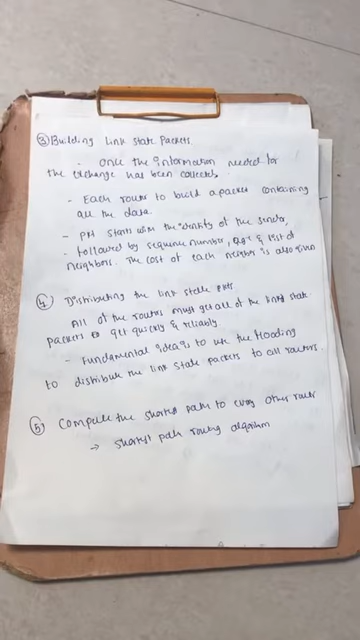 ③ Building Link State Packets
- Once the information needed for
the exchange has been collected,
- Each router to build a packet containing
all the data.
- Pkt starts with the identity of the sender,
- followed by sequence number, age & list of
neighbors. The cost of each neighbor is also given
④ Distributing the link state pkts
All of the routers must get all of the link state
packets to get quickly & reliably
- Fundamental idea is to use the flooding
to distribute the link state packets to all routers.
⑤ Compute the shortest path to every other router
→ shortest path routing algorithm